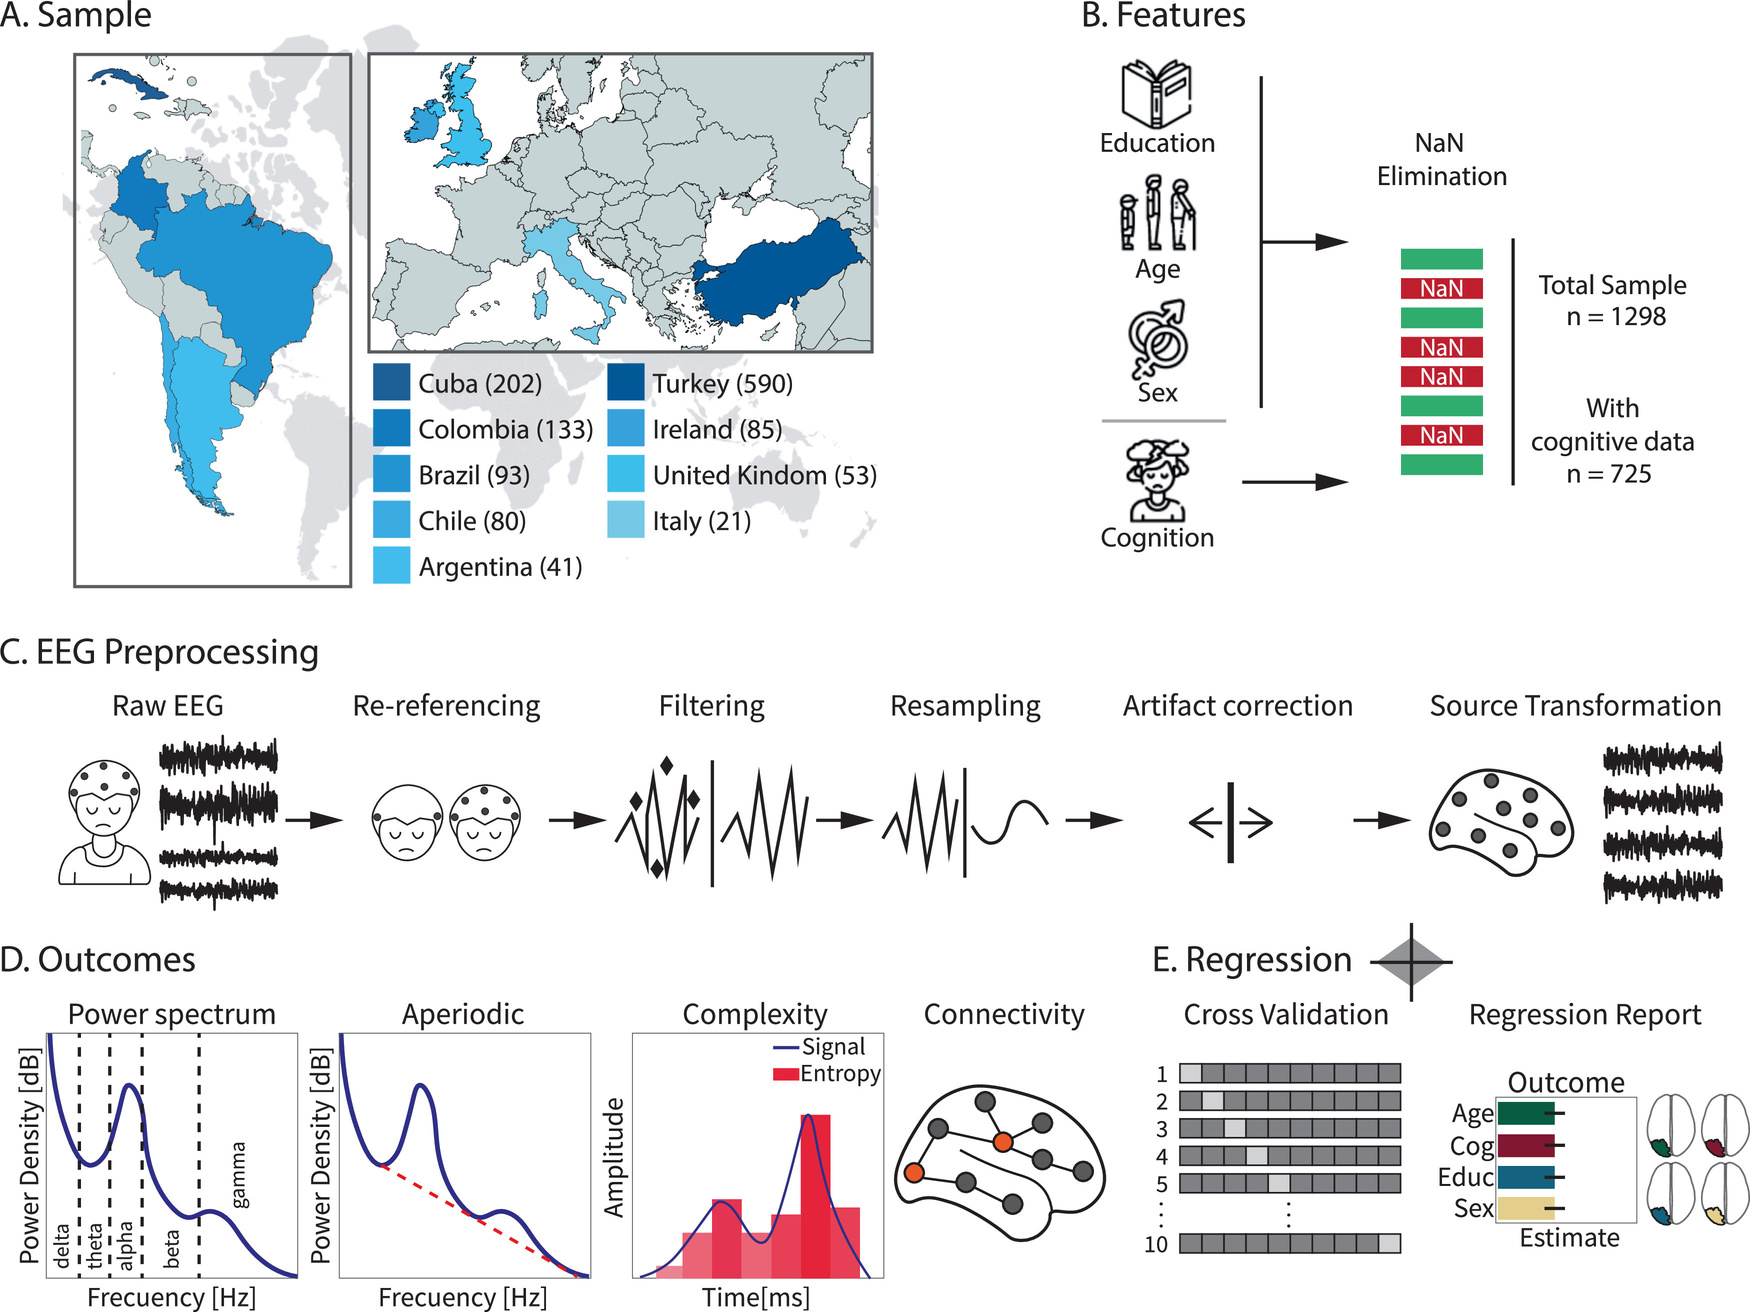 A. Sample
Cuba (202)
Colombia (133)
Brazil (93)
Chile (80)
Argentina (41)
Turkey (590)
Ireland (85)
United Kindom (53)
Italy (21)
B. Features
Education
Age
Sex
Cognition
NaN
Elimination
NaN
NaN
NaN
NaN
Total Sample
n = 1298
With
cognitive data
n = 725
C. EEG Preprocessing
Raw EEG
Re-referencing
Filtering
Resampling
Artifact correction
Source Transformation
D. Outcomes
Power spectrum
Power Density [dB]
delta
theta
alpha
beta
gamma
Frecuency [Hz]
Aperiodic
Power Density [dB]
Frecuency [Hz]
Complexity
Signal
Entropy
Amplitude
Time[ms]
Connectivity
E. Regression
Cross Validation
1
2
3
4
5
10
Regression Report
Outcome
Age
Cog
Educ
Sex
Estimate